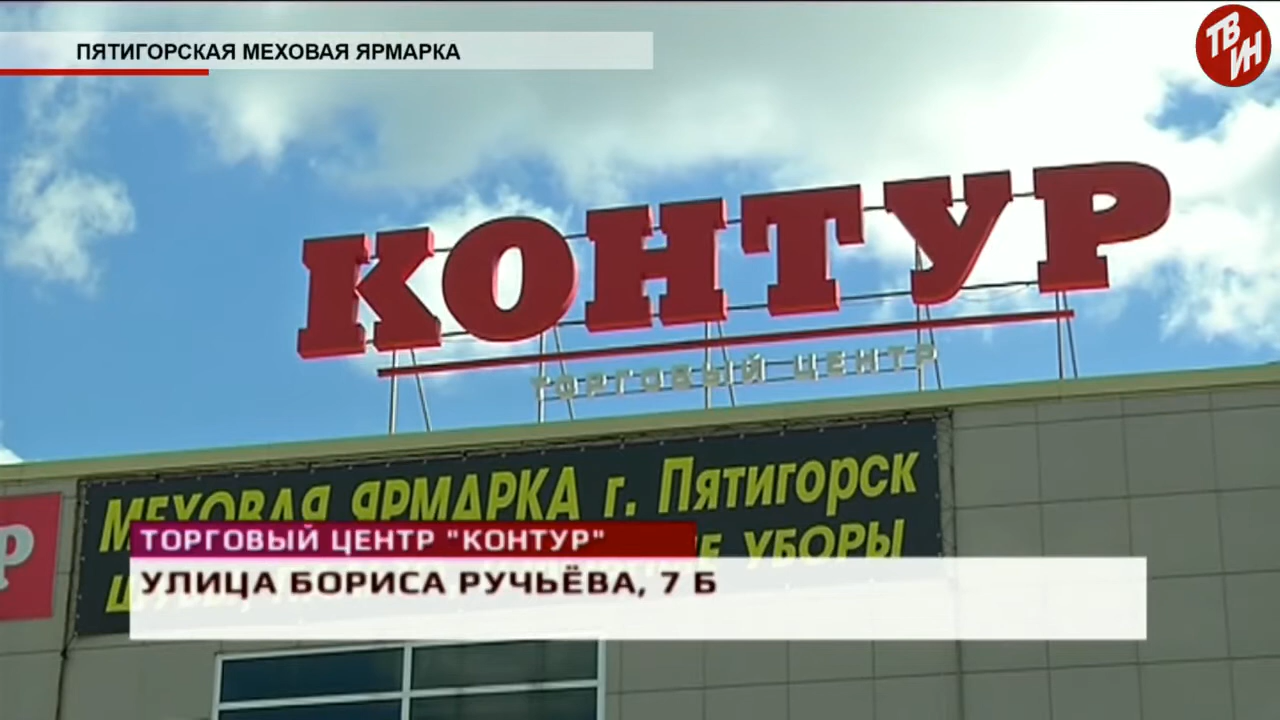 ПЯТИГОРСКАЯ МЕХОВАЯ ЯРМАРКА
ТВ
ИН
КОНТУР
ТОРГОВЫЙ ЦЕНТР
МЕХОВАЯ ЯРМАРКА г. Пятигорск
УБОРЫ
Р
ТОРГОВЫЙ ЦЕНТР "КОНТУР"
УЛИЦА БОРИСА РУЧЬЁВА, 7 Б